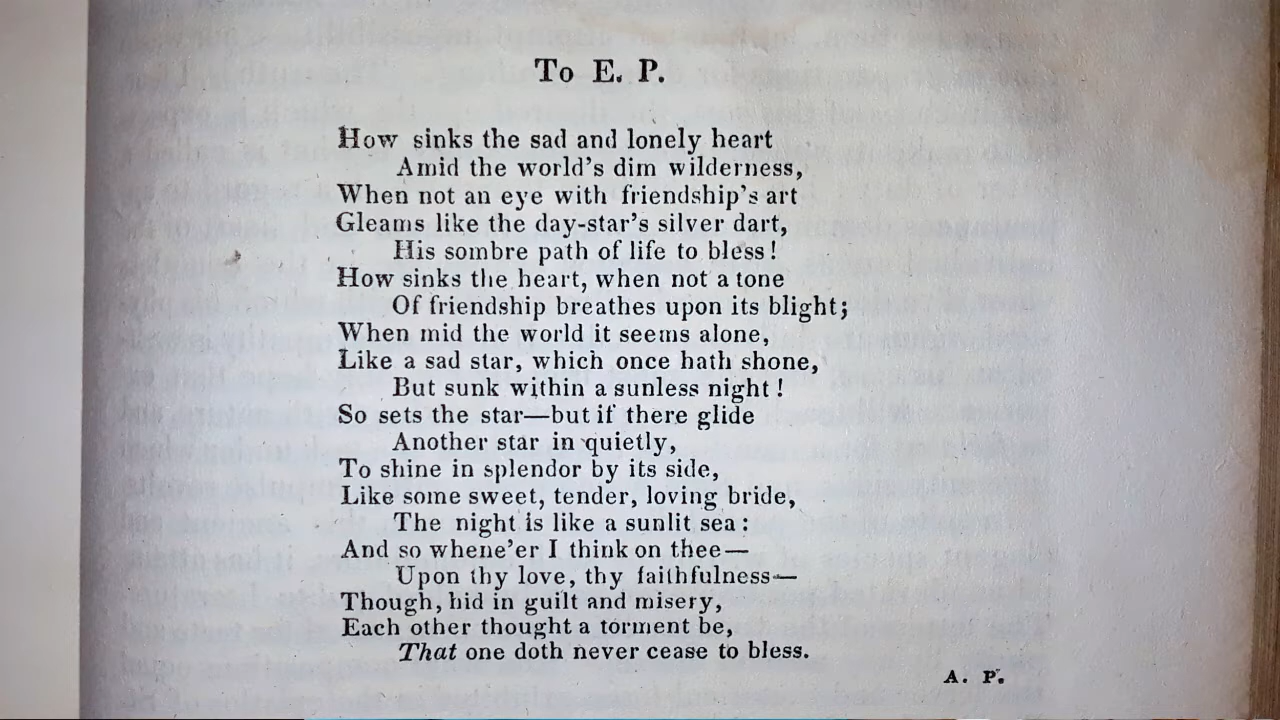 To E. P.
How sinks the sad and lonely heart
Amid the world's dim wilderness,
When not an eye with friendship's art
Gleams like the day-star's silver dart,
His sombre path of life to bless!
How sinks the heart, when not a tone
Of friendship breathes upon its blight;
When mid the world it seems alone,
Like a sad star, which once hath shone,
But sunk within a sunless night!
So sets the star—but if there glide
Another star in quietly,
To shine in splendor by its side,
Like some sweet, tender, loving bride,
The night is like a sunlit sea:
And so whene'er I think on thee—
Upon thy love, thy faithfulness—
Though, hid in guilt and misery,
Each other thought a torment be,
That one doth never cease to bless.
A. P.